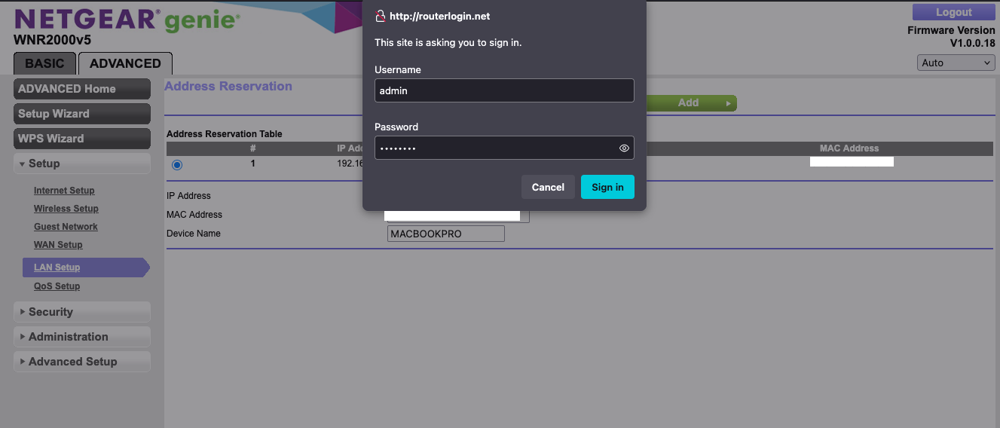 NETGEAR® genie®
WNR2000v5
Logout
Firmware Version
V1.0.0.18
Auto
BASIC
ADVANCED
http://routerlogin.net
This site is asking you to sign in.
Username
admin
Password
••••••••
Cancel
Sign in
ADVANCED Home
Setup Wizard
WPS Wizard
Setup
Internet Setup
Wireless Setup
Guest Network
WAN Setup
LAN Setup
QoS Setup
Security
Administration
Advanced Setup
Address Reservation
Add
Address Reservation Table
# IP Add MAC Address
1 192.16
IP Address
MAC Address
Device Name MACBOOKPRO